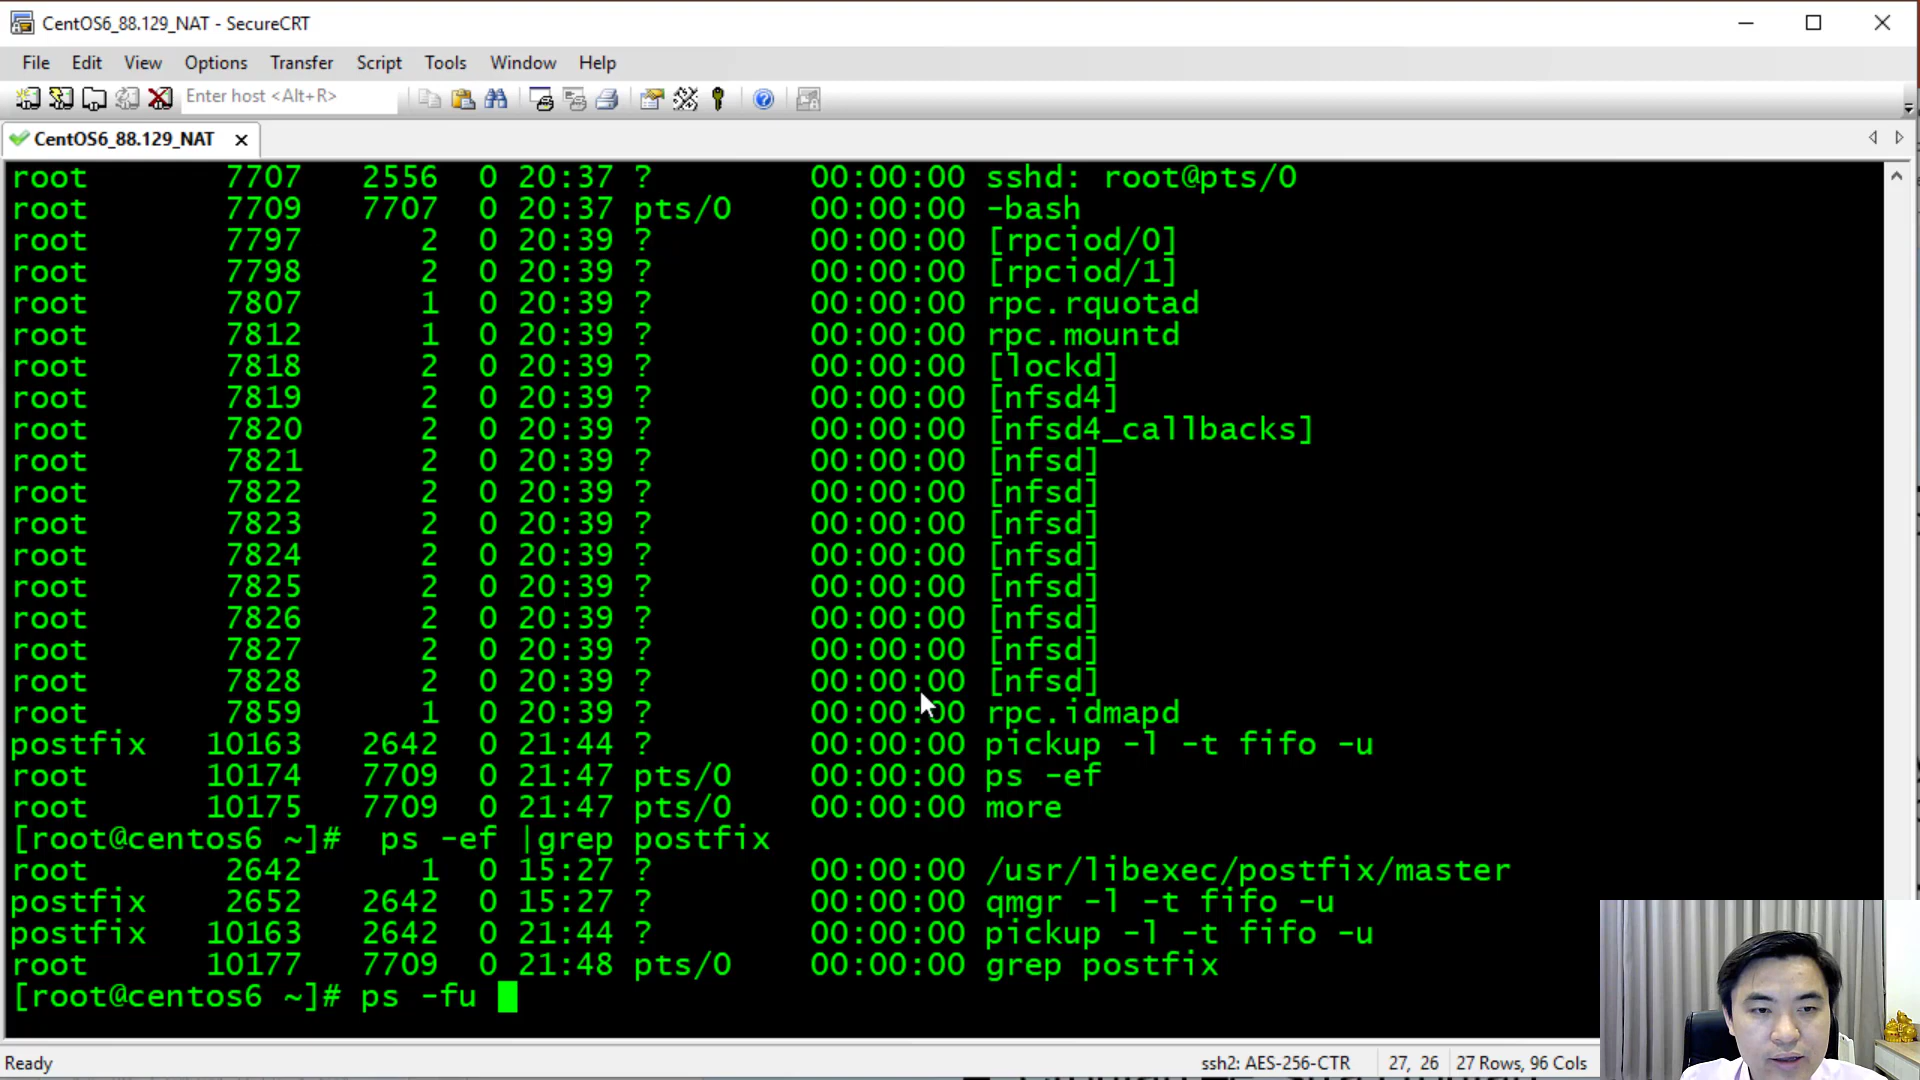 CentOS6_88.129_NAT - SecureCRT
File Edit View Options Transfer Script Tools Window Help
Enter host <Alt+R>
CentOS6_88.129_NAT
root 7707 2556 0 20:37 ? 00:00:00 sshd: root@pts/0
root 7709 7707 0 20:37 pts/0 00:00:00 -bash
root 7797 2 0 20:39 ? 00:00:00 [rpciod/0]
root 7798 2 0 20:39 ? 00:00:00 [rpciod/1]
root 7807 1 0 20:39 ? 00:00:00 rpc.rquotad
root 7812 1 0 20:39 ? 00:00:00 rpc.mountd
root 7818 2 0 20:39 ? 00:00:00 [lockd]
root 7819 2 0 20:39 ? 00:00:00 [nfsd4]
root 7820 2 0 20:39 ? 00:00:00 [nfsd4_callbacks]
root 7821 2 0 20:39 ? 00:00:00 [nfsd]
root 7822 2 0 20:39 ? 00:00:00 [nfsd]
root 7823 2 0 20:39 ? 00:00:00 [nfsd]
root 7824 2 0 20:39 ? 00:00:00 [nfsd]
root 7825 2 0 20:39 ? 00:00:00 [nfsd]
root 7826 2 0 20:39 ? 00:00:00 [nfsd]
root 7827 2 0 20:39 ? 00:00:00 [nfsd]
root 7828 2 0 20:39 ? 00:00:00 [nfsd]
root 7859 1 0 20:39 ? 00:00:00 rpc.idmapd
postfix 10163 2642 0 21:44 ? 00:00:00 pickup -l -t fifo -u
root 10174 7709 0 21:47 pts/0 00:00:00 ps -ef
root 10175 7709 0 21:47 pts/0 00:00:00 more
[root@centos6 ~]#  ps -ef |grep postfix
root 2642 1 0 15:27 ? 00:00:00 /usr/libexec/postfix/master
postfix 2652 2642 0 15:27 ? 00:00:00 qmgr -l -t fifo -u
postfix 10163 2642 0 21:44 ? 00:00:00 pickup -l -t fifo -u
root 10177 7709 0 21:48 pts/0 00:00:00 grep postfix
[root@centos6 ~]# ps -fu
Ready ssh2: AES-256-CTR 27, 26 27 Rows, 96 Cols